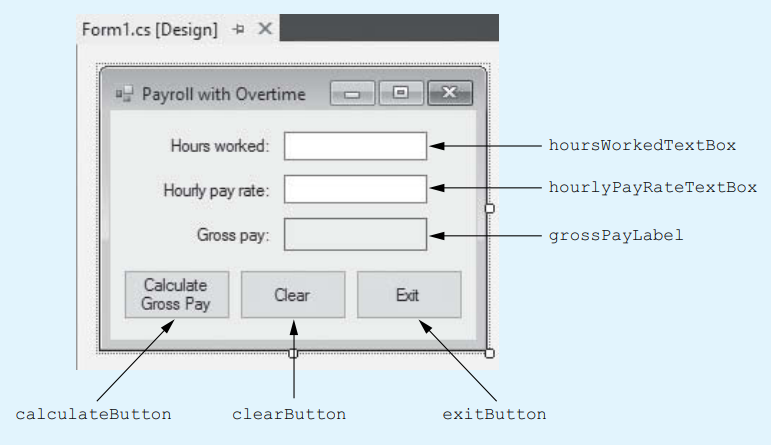 Form1.cs [Design]
Payroll with Overtime
Hours worked:
hoursWorkedTextBox
Hourly pay rate:
hourlyPayRateTextBox
Gross pay:
grossPayLabel
Calculate
Gross Pay
Clear
Exit
calculateButton
clearButton
exitButton